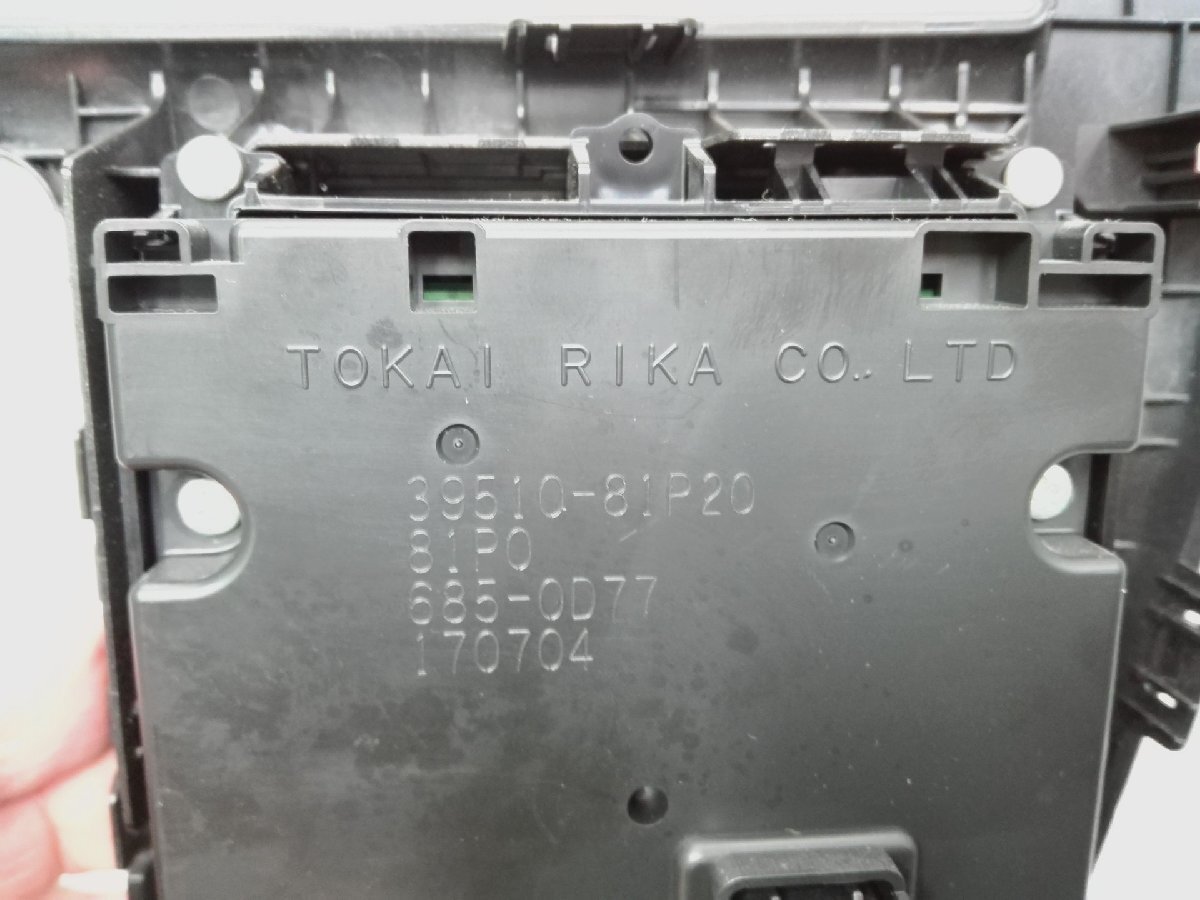 TOKAI RIKA CO., LTD
39510-81P20
81P0
685-0D77
170704